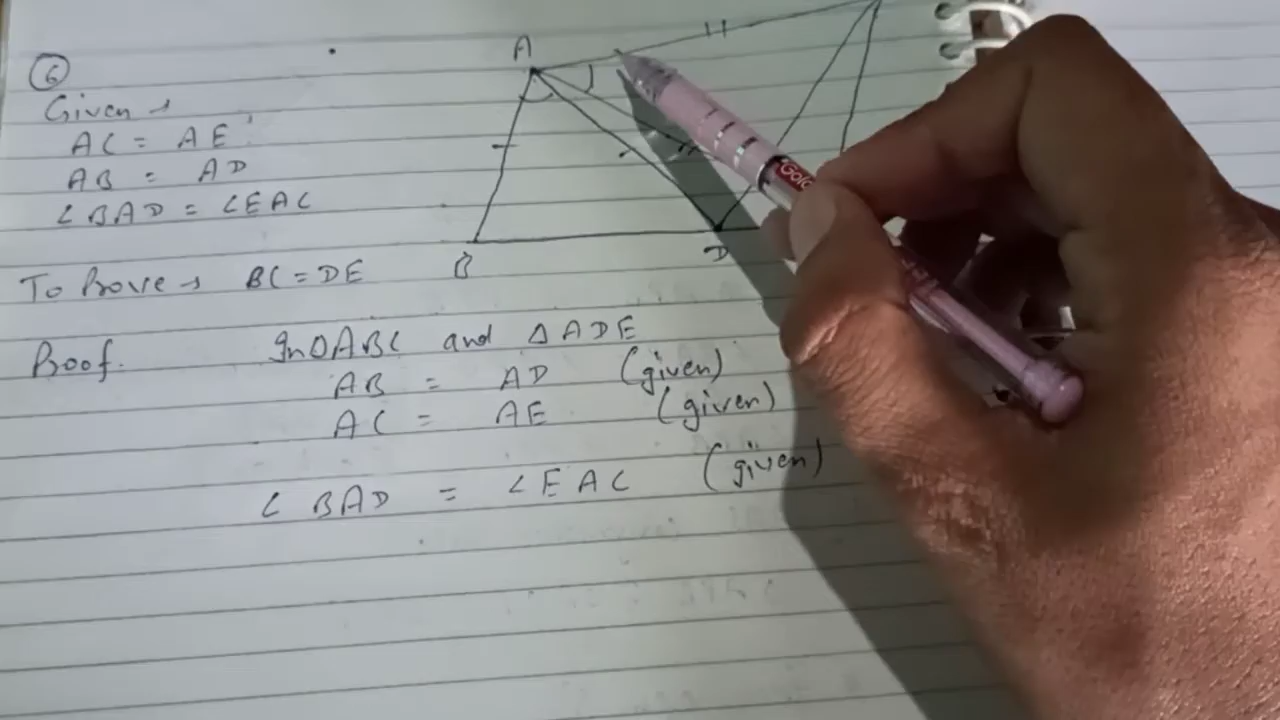 6
Given →
AC = AE
AB = AD
∠BAD = ∠EAC
To Prove → BC = DE
Proof. In ΔABC and ΔADE
AB = AD (given)
AC = AE (given)
∠BAD = ∠EAC (given)
A
B
D
Gold